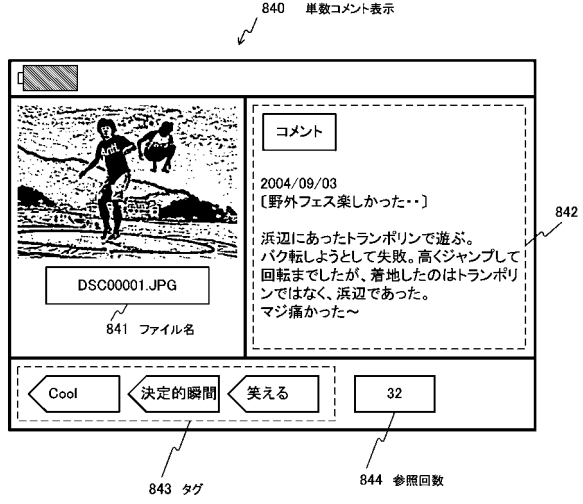 840 単数コメント表示
コメント
2004/09/03
[野外フェス楽しかった・・]
842
浜辺にあったトランポリンで遊ぶ。
バク転しようとして失敗。高くジャンプして
回転までしたが、着地したのはトランポリ
ンではなく、浜辺であった。
マジ痛かった～
DSC00001.JPG
841 ファイル名
Cool
決定的瞬間
笑える
32
843 タグ
844 参照回数